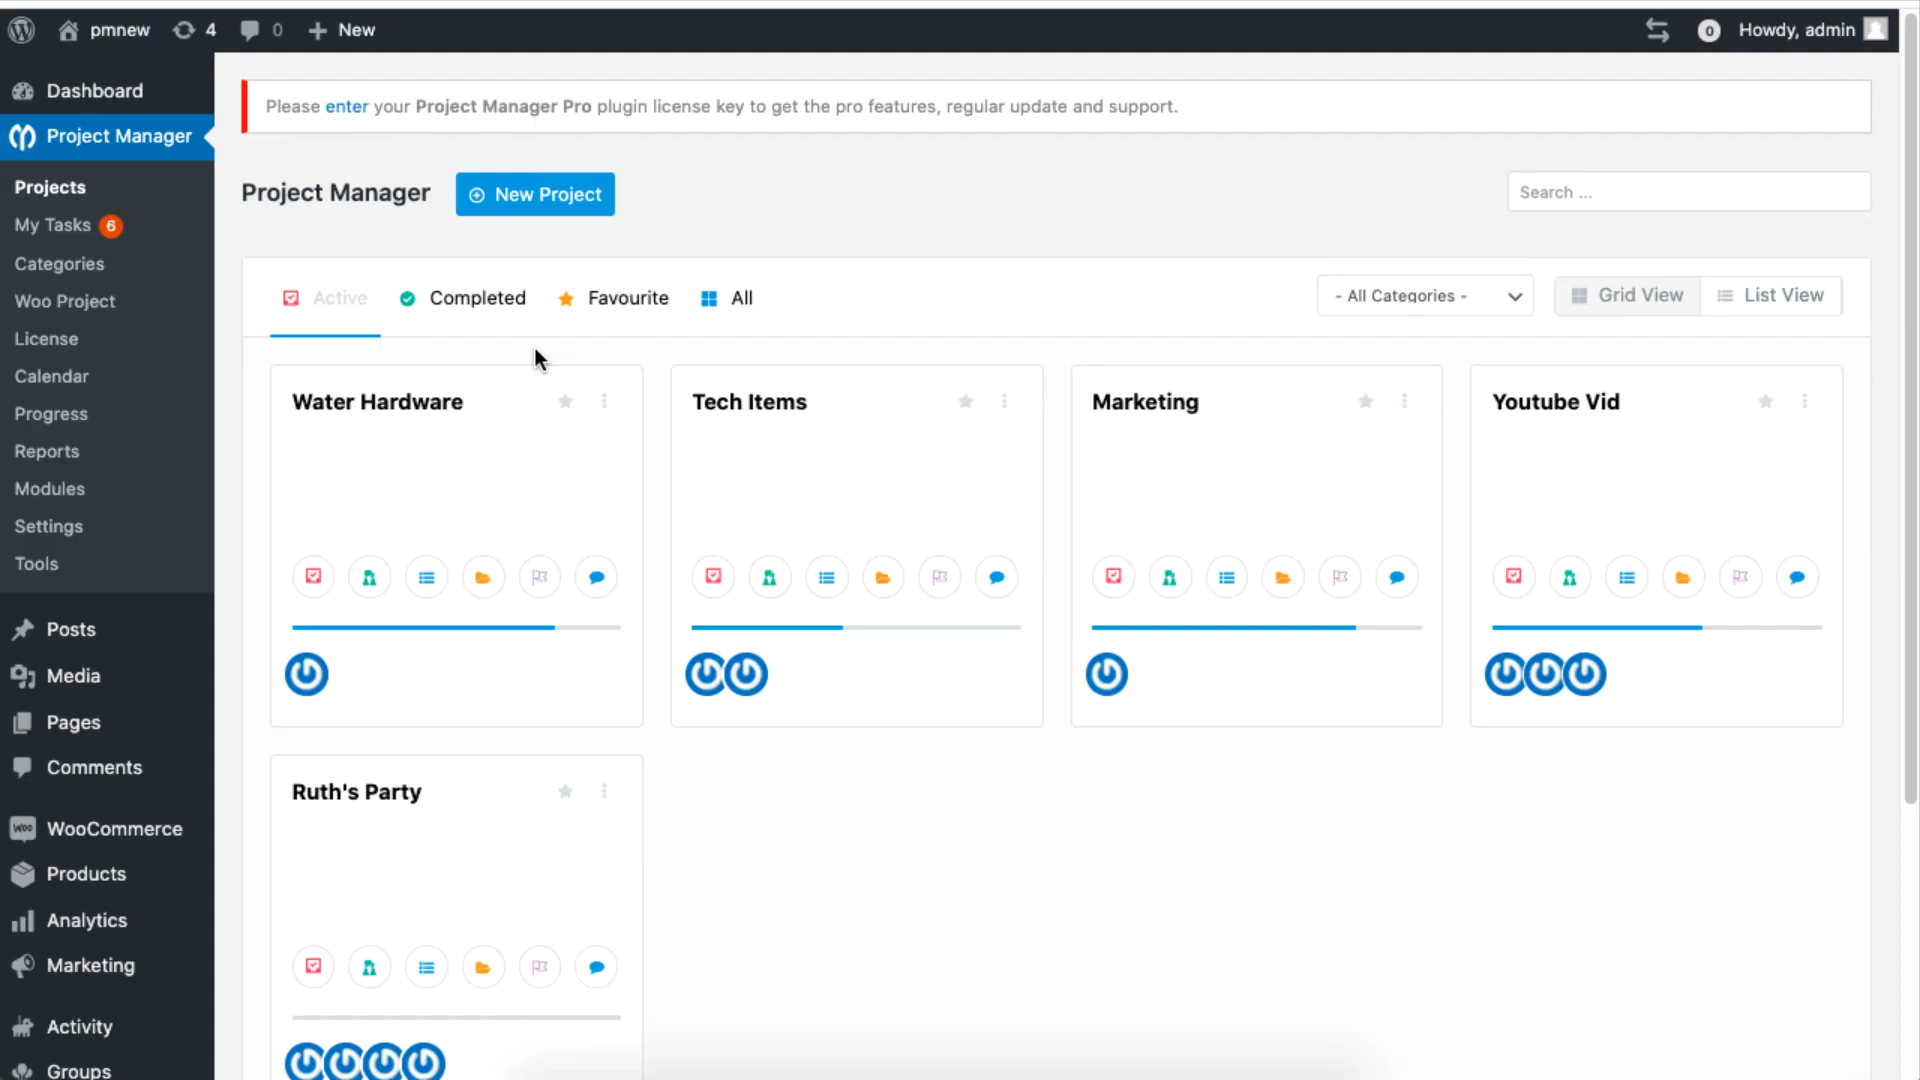 pmnew 4 0 New 0 Howdy, admin
Dashboard
Project Manager
Projects
My Tasks 6
Categories
Woo Project
License
Calendar
Progress
Reports
Modules
Settings
Tools
Posts
Media
Pages
Comments
WooCommerce
Products
Analytics
Marketing
Activity
Groups
Please enter your Project Manager Pro plugin license key to get the pro features, regular update and support.
Project Manager New Project Search ...
Active Completed Favourite All - All Categories - Grid View List View
Water Hardware Tech Items Marketing Youtube Vid
Ruth's Party